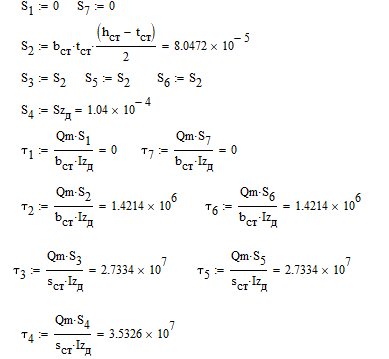 S₁ := 0 S₇ := 0
S₂ := bст·tст·(hст − tст)/2 = 8.0472 × 10⁻⁵
S₃ := S₂ S₅ := S₂ S₆ := S₂
S₄ := Szд = 1.04 × 10⁻⁴
τ₁ := Qm·S₁/(bст·Izд) = 0 τ₇ := Qm·S₇/(bст·Izд) = 0
τ₂ := Qm·S₂/(bст·Izд) = 1.4214 × 10⁶ τ₆ := Qm·S₆/(bст·Izд) = 1.4214 × 10⁶
τ₃ := Qm·S₃/(sст·Izд) = 2.7334 × 10⁷ τ₅ := Qm·S₅/(sст·Izд) = 2.7334 × 10⁷
τ₄ := Qm·S₄/(sст·Izд) = 3.5326 × 10⁷